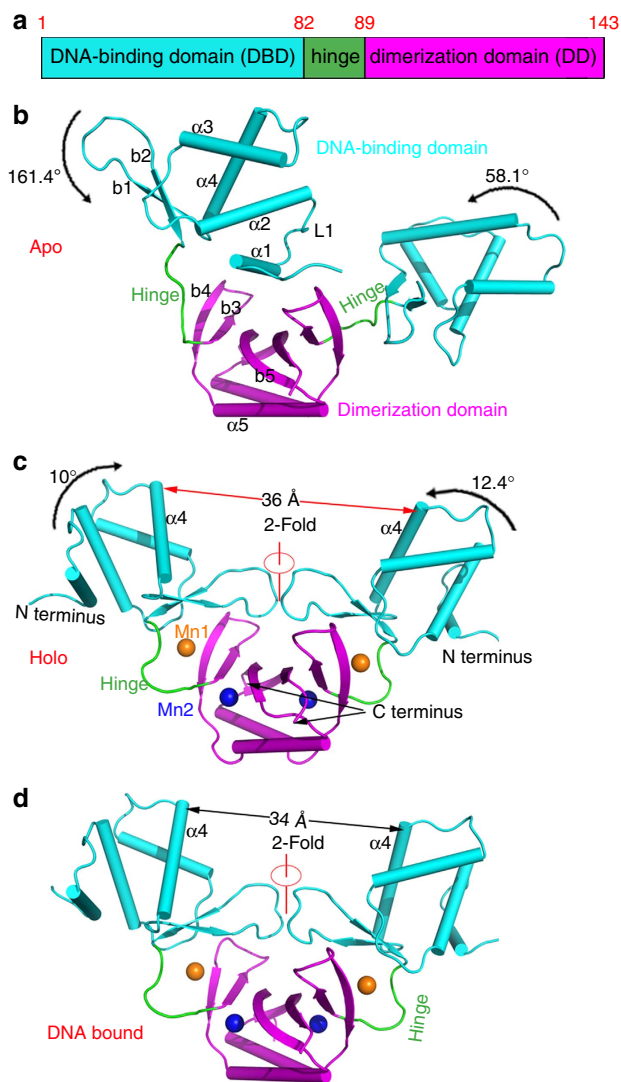 a
1 82 89 143
DNA-binding domain (DBD) hinge dimerization domain (DD)
b
161.4°
b2
b1
α3
α4
DNA-binding domain
α2
L1
α1
58.1°
Apo
Hinge
b4
b3
Hinge
b5
Dimerization domain
α5
c
10°
α4
36 Å
2-Fold
α4
12.4°
N terminus
Mn1
N terminus
Holo
Hinge
Mn2
C terminus
d
α4
34 Å
2-Fold
α4
DNA bound
Hinge